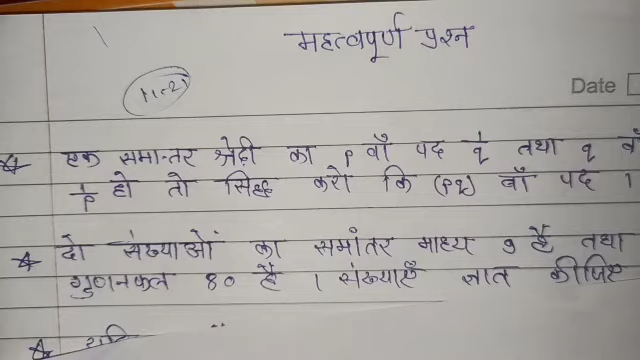 महत्वपूर्ण प्रश्न
Date
एक समान्तर श्रेढ़ी का p वाँ पद 1/q तथा q वाँ
1/p हो तो सिद्ध करो कि (pq) वाँ पद 1
दो संख्याओं का समांतर माध्य 9 है तथा
गुणनफल 80 है । संख्याएँ ज्ञात कीजिए